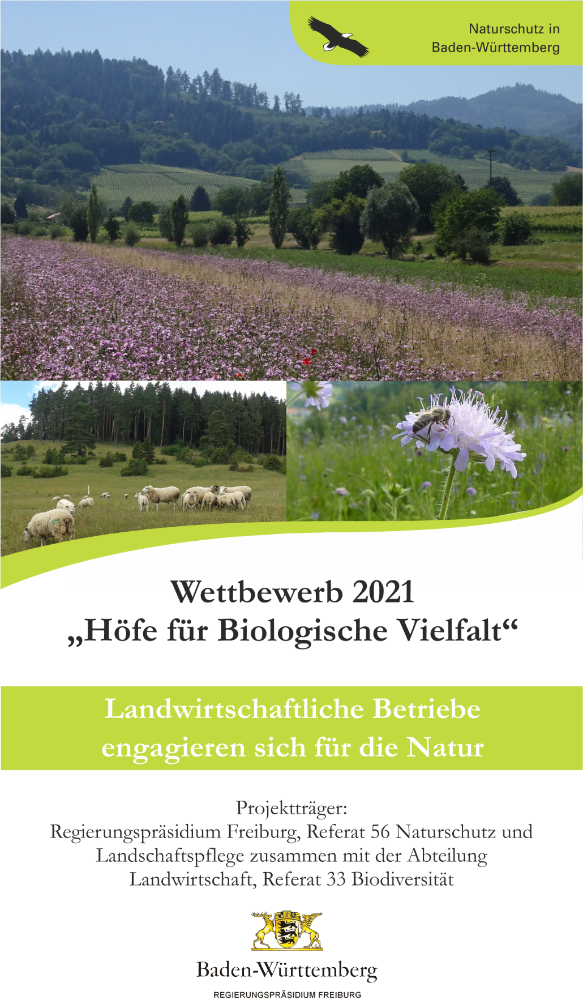 Naturschutz in
Baden-Württemberg
Wettbewerb 2021
„Höfe für Biologische Vielfalt“
Landwirtschaftliche Betriebe
engagieren sich für die Natur
Projektträger:
Regierungspräsidium Freiburg, Referat 56 Naturschutz und
Landschaftspflege zusammen mit der Abteilung
Landwirtschaft, Referat 33 Biodiversität
Baden-Württemberg
REGIERUNGSPRÄSIDIUM FREIBURG